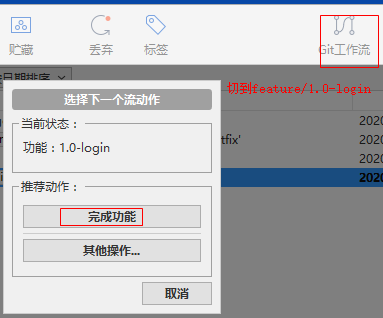 贮藏
丢弃
标签
Git工作流
日期排序
切到feature/1.0-login
选择下一个流动作
当前状态：
功能：1.0-login
tfix'
2020
202
202
2020
推荐动作：
完成功能
其他操作...
取消